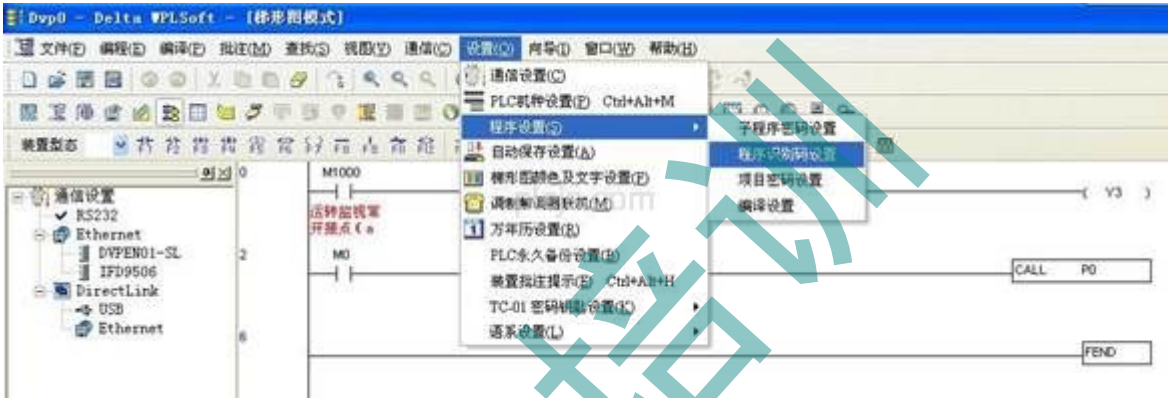 Dvp0 - Delta WPLSoft - [梯形图模式]
文件(F) 编程(E) 编译(P) 批注(M) 查找(S) 视图(V) 通信(C) 设置(O) 向导(I) 窗口(W) 帮助(H)
通信设置(C)
PLC机种设置(P) Ctrl+Alt+M
程序设置(S)
自动保存设置(A)
梯形图颜色及文字设置(F)
调制解调器联机(M)
万年历设置(R)
PLC永久备份设置(B)
装置批注提示(E) Ctrl+Alt+H
TC-01 密码钥匙设置(K)
语系设置(L)
子程序密码设置
程序识别码设置
项目密码设置
编译设置
装置型态
通信设置
RS232
Ethernet
DVPEN01-SL
IFD9506
DirectLink
USB
Ethernet
0
M1000
运转监视常
开接点(a
Y3
2
M0
CALL P0
6
FEND
培训